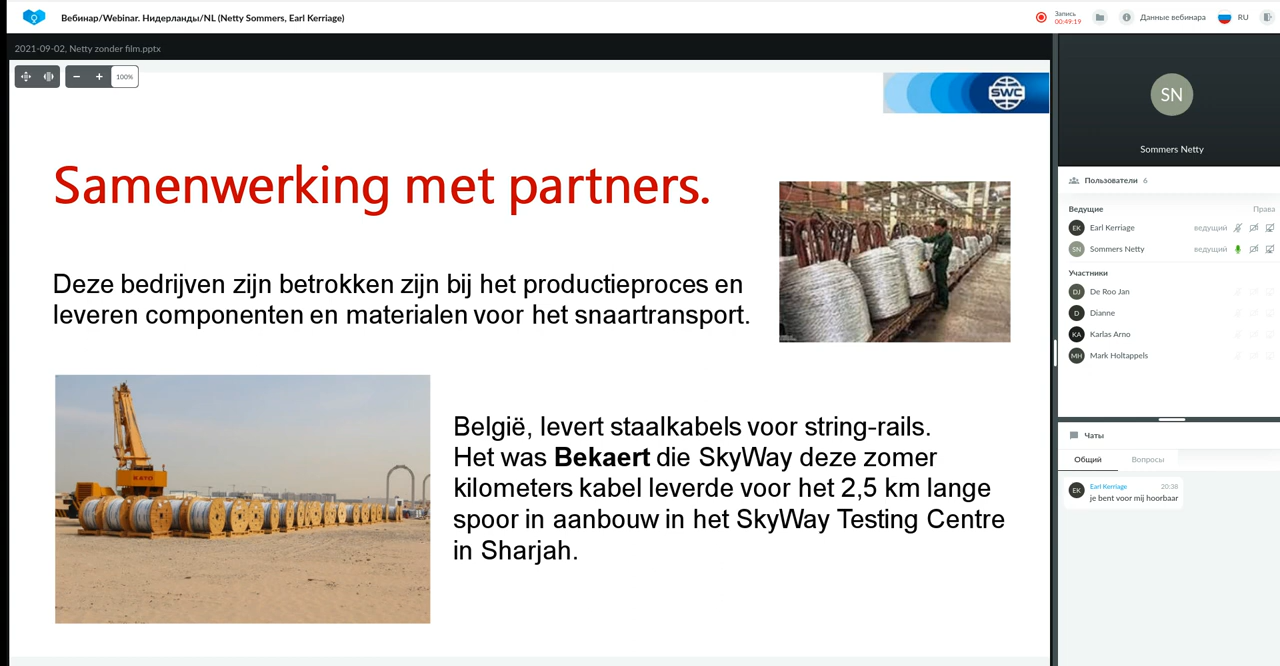 Вебинар/Webinar. Нидерланды/NL (Netty Sommers, Earl Kerriage)
Запись
00:49:19
Данные вебинара
RU
2021-09-02, Netty zonder film.pptx
100%
SWC
Samenwerking met partners.
Deze bedrijven zijn betrokken zijn bij het productieproces en
leveren componenten en materialen voor het snaartransport.
België, levert staalkabels voor string-rails.
Het was Bekaert die SkyWay deze zomer
kilometers kabel leverde voor het 2,5 km lange
spoor in aanbouw in het SkyWay Testing Centre
in Sharjah.
SN
Sommers Netty
Пользователи 6
Ведущие Права
EK Earl Kerriage ведущий
SN Sommers Netty ведущий
Участники
DJ De Roo Jan
D Dianne
KA Karlas Arno
MH Mark Holtappels
Чаты
Общий Вопросы
EK Earl Kerriage 20:38
je bent voor mij hoorbaar